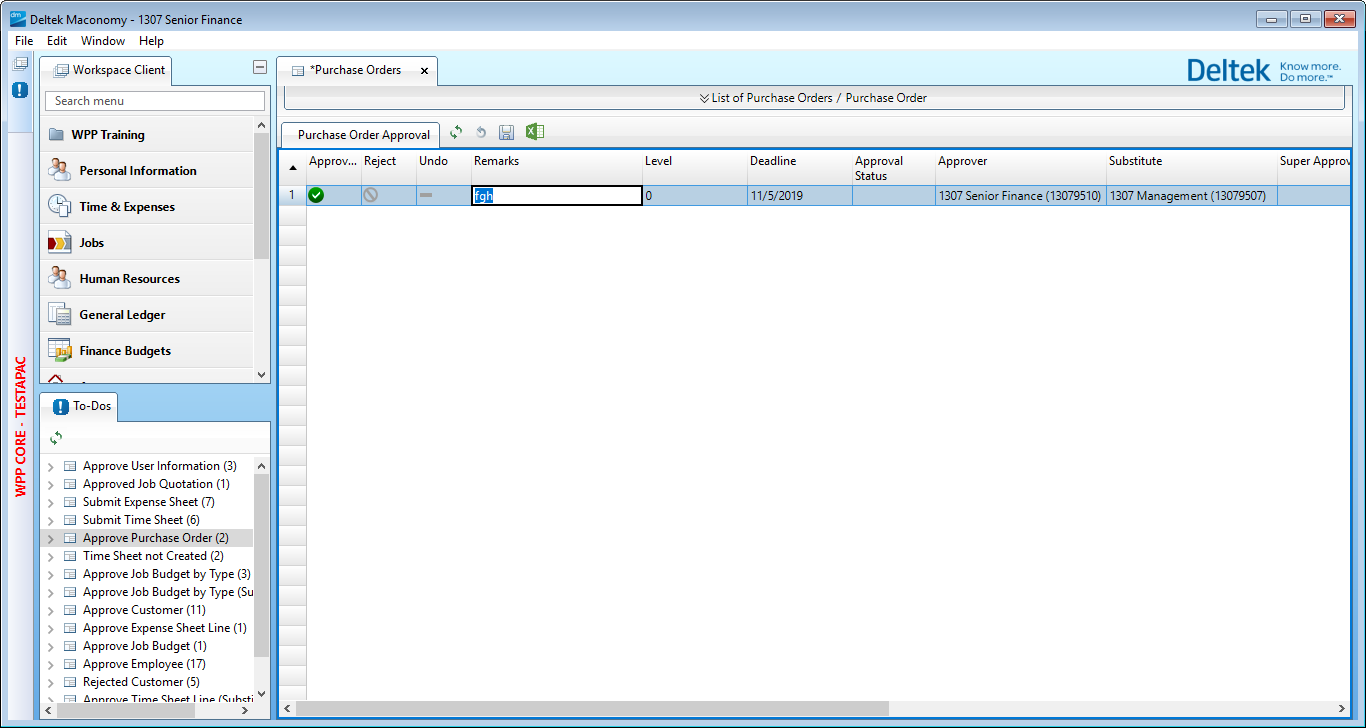 dm Deltek Maconomy - 1307 Senior Finance
File Edit Window Help
Workspace Client
Search menu
WPP Training
Personal Information
Time & Expenses
Jobs
Human Resources
General Ledger
Finance Budgets
WPP CORE - TESTAPAC
To-Dos
Approve User Information (3)
Approved Job Quotation (1)
Submit Expense Sheet (7)
Submit Time Sheet (6)
Approve Purchase Order (2)
Time Sheet not Created (2)
Approve Job Budget by Type (3)
Approve Job Budget by Type (Su
Approve Customer (11)
Approve Expense Sheet Line (1)
Approve Job Budget (1)
Approve Employee (17)
Rejected Customer (5)
Approve Time Sheet Line (Substi
*Purchase Orders
Deltek Know more.
Do more.™
List of Purchase Orders / Purchase Order
Purchase Order Approval
Approv... Reject Undo Remarks Level Deadline Approval Status Approver Substitute Super Approv
1 fgh 0 11/5/2019 1307 Senior Finance (13079510) 1307 Management (13079507)